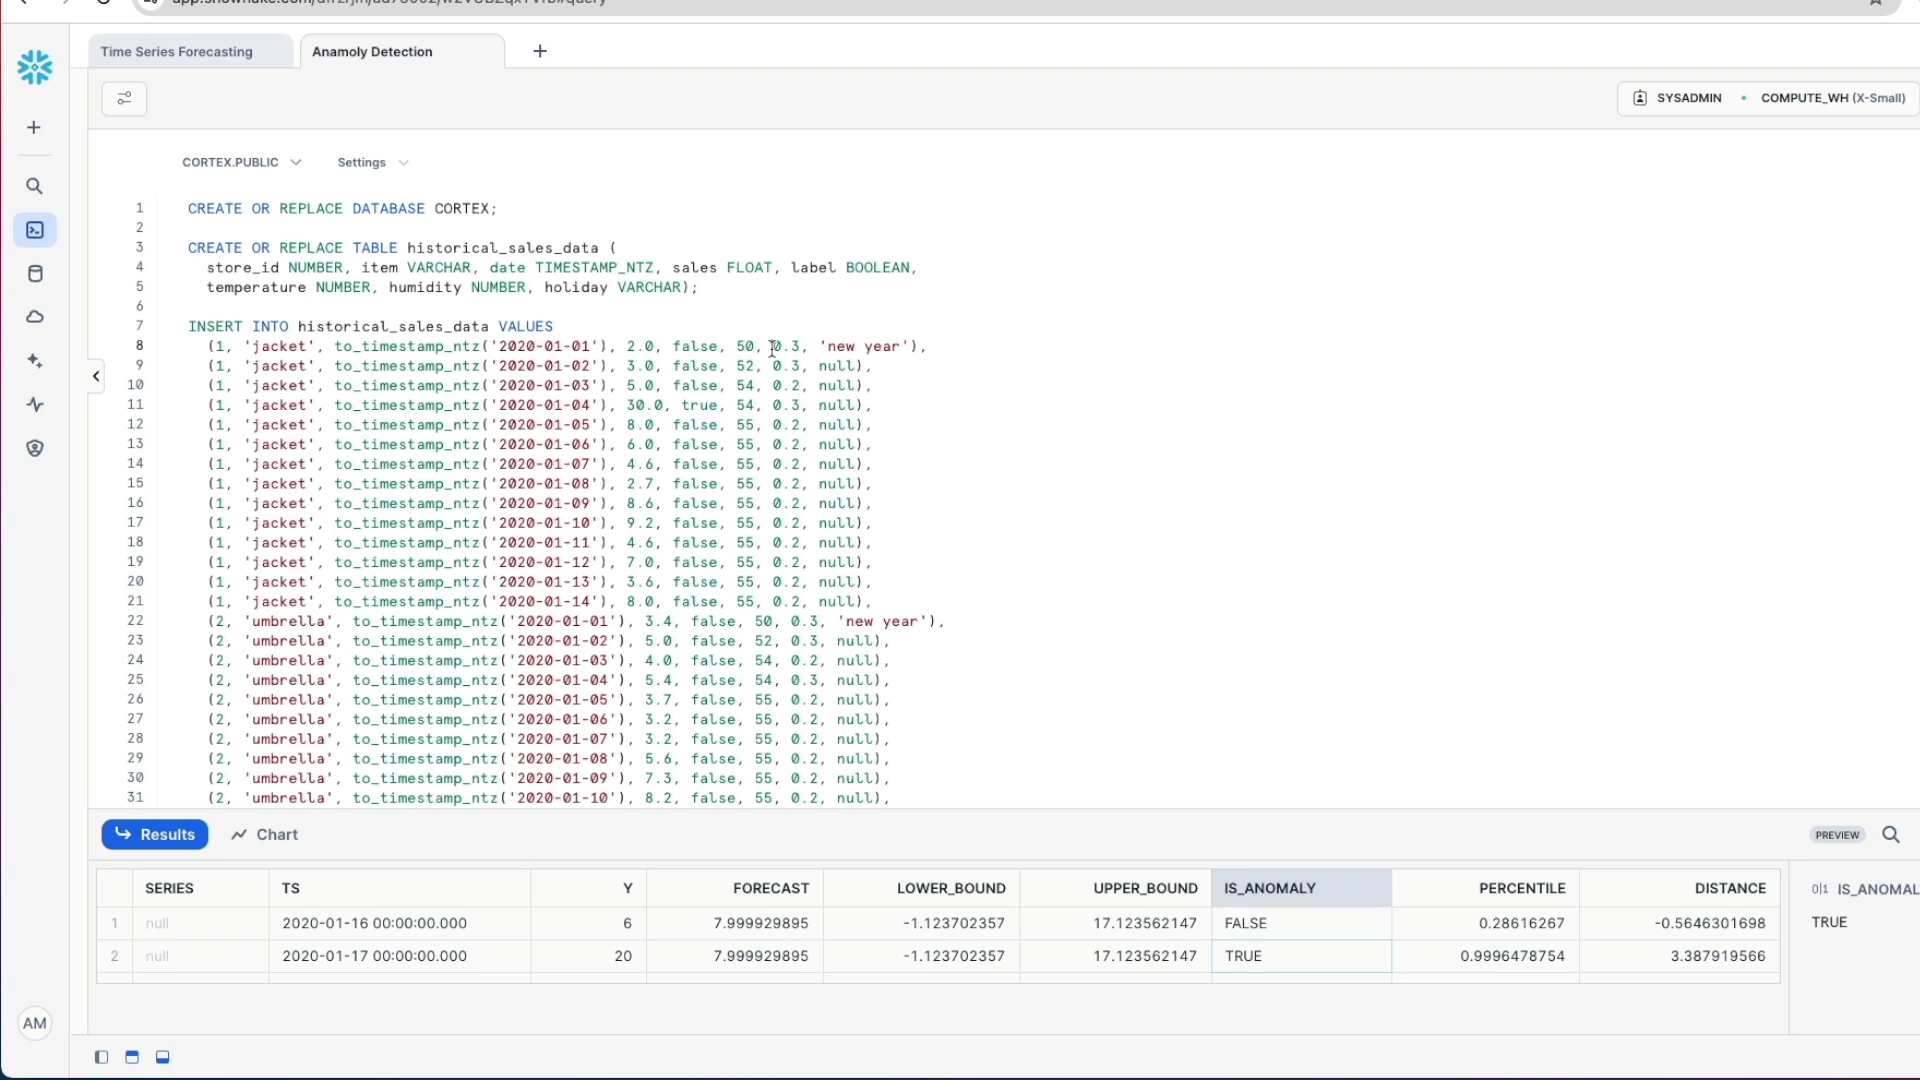 Time Series Forecasting
Anamoly Detection
SYSADMIN
COMPUTE_WH (X-Small)
CORTEX.PUBLIC
Settings
1 CREATE OR REPLACE DATABASE CORTEX;
2
3 CREATE OR REPLACE TABLE historical_sales_data (
4 store_id NUMBER, item VARCHAR, date TIMESTAMP_NTZ, sales FLOAT, label BOOLEAN,
5 temperature NUMBER, humidity NUMBER, holiday VARCHAR);
6
7 INSERT INTO historical_sales_data VALUES
8 (1, 'jacket', to_timestamp_ntz('2020-01-01'), 2.0, false, 50, 0.3, 'new year'),
9 (1, 'jacket', to_timestamp_ntz('2020-01-02'), 3.0, false, 52, 0.3, null),
10 (1, 'jacket', to_timestamp_ntz('2020-01-03'), 5.0, false, 54, 0.2, null),
11 (1, 'jacket', to_timestamp_ntz('2020-01-04'), 30.0, true, 54, 0.3, null),
12 (1, 'jacket', to_timestamp_ntz('2020-01-05'), 8.0, false, 55, 0.2, null),
13 (1, 'jacket', to_timestamp_ntz('2020-01-06'), 6.0, false, 55, 0.2, null),
14 (1, 'jacket', to_timestamp_ntz('2020-01-07'), 4.6, false, 55, 0.2, null),
15 (1, 'jacket', to_timestamp_ntz('2020-01-08'), 2.7, false, 55, 0.2, null),
16 (1, 'jacket', to_timestamp_ntz('2020-01-09'), 8.6, false, 55, 0.2, null),
17 (1, 'jacket', to_timestamp_ntz('2020-01-10'), 9.2, false, 55, 0.2, null),
18 (1, 'jacket', to_timestamp_ntz('2020-01-11'), 4.6, false, 55, 0.2, null),
19 (1, 'jacket', to_timestamp_ntz('2020-01-12'), 7.0, false, 55, 0.2, null),
20 (1, 'jacket', to_timestamp_ntz('2020-01-13'), 3.6, false, 55, 0.2, null),
21 (1, 'jacket', to_timestamp_ntz('2020-01-14'), 8.0, false, 55, 0.2, null),
22 (2, 'umbrella', to_timestamp_ntz('2020-01-01'), 3.4, false, 50, 0.3, 'new year'),
23 (2, 'umbrella', to_timestamp_ntz('2020-01-02'), 5.0, false, 52, 0.3, null),
24 (2, 'umbrella', to_timestamp_ntz('2020-01-03'), 4.0, false, 54, 0.2, null),
25 (2, 'umbrella', to_timestamp_ntz('2020-01-04'), 5.4, false, 54, 0.3, null),
26 (2, 'umbrella', to_timestamp_ntz('2020-01-05'), 3.7, false, 55, 0.2, null),
27 (2, 'umbrella', to_timestamp_ntz('2020-01-06'), 3.2, false, 55, 0.2, null),
28 (2, 'umbrella', to_timestamp_ntz('2020-01-07'), 3.2, false, 55, 0.2, null),
29 (2, 'umbrella', to_timestamp_ntz('2020-01-08'), 5.6, false, 55, 0.2, null),
30 (2, 'umbrella', to_timestamp_ntz('2020-01-09'), 7.3, false, 55, 0.2, null),
31 (2, 'umbrella', to_timestamp_ntz('2020-01-10'), 8.2, false, 55, 0.2, null),
Results
Chart
PREVIEW
SERIES TS Y FORECAST LOWER_BOUND UPPER_BOUND IS_ANOMALY PERCENTILE DISTANCE
1 null 2020-01-16 00:00:00.000 6 7.999929895 -1.123702357 17.123562147 FALSE 0.28616267 -0.5646301698
2 null 2020-01-17 00:00:00.000 20 7.999929895 -1.123702357 17.123562147 TRUE 0.9996478754 3.387919566
0|1 IS_ANOMAL
TRUE
AM